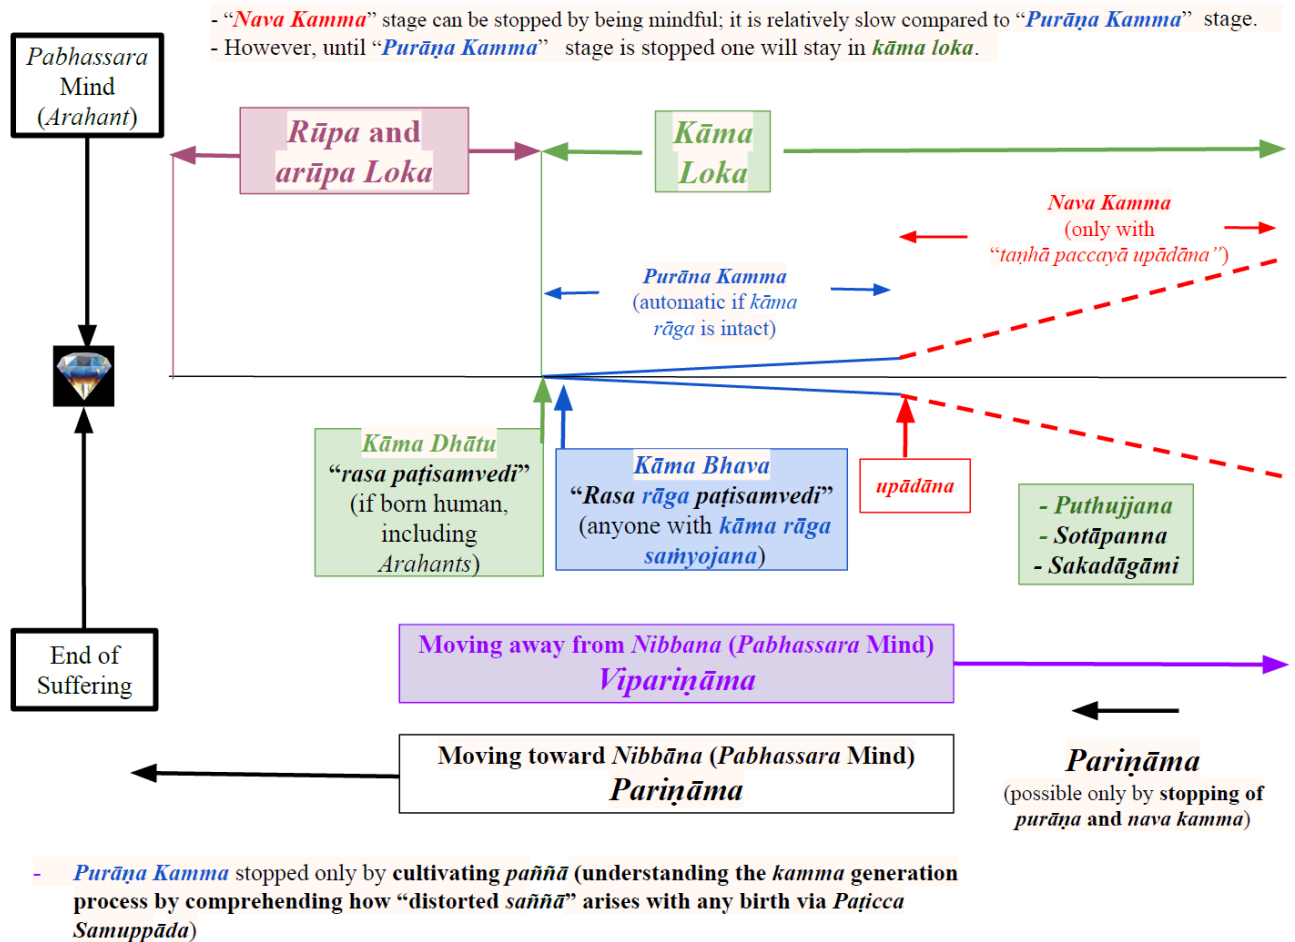 - “Nava Kamma” stage can be stopped by being mindful; it is relatively slow compared to “Purāṇa Kamma” stage.
- However, until “Purāṇa Kamma” stage is stopped one will stay in kāma loka.
Pabhassara
Mind
(Arahant)
Rūpa and
arūpa Loka
Kāma
Loka
Nava Kamma
(only with
“taṇhā paccayā upādāna”)
Purāna Kamma
(automatic if kāma
rāga is intact)
Kāma Dhātu
“rasa paṭisamvedi”
(if born human,
including
Arahants)
Kāma Bhava
“Rasa rāga paṭisamvedi”
(anyone with kāma rāga
saṁyojana)
upādāna
- Puthujjana
- Sotāpanna
- Sakadāgāmi
End of
Suffering
Moving away from Nibbana (Pabhassara Mind)
Vipariṇāma
Moving toward Nibbāna (Pabhassara Mind)
Pariṇāma
Pariṇāma
(possible only by stopping of
purāṇa and nava kamma)
- Purāṇa Kamma stopped only by cultivating paññā (understanding the kamma generation
process by comprehending how “distorted saññā” arises with any birth via Paṭicca
Samuppāda)